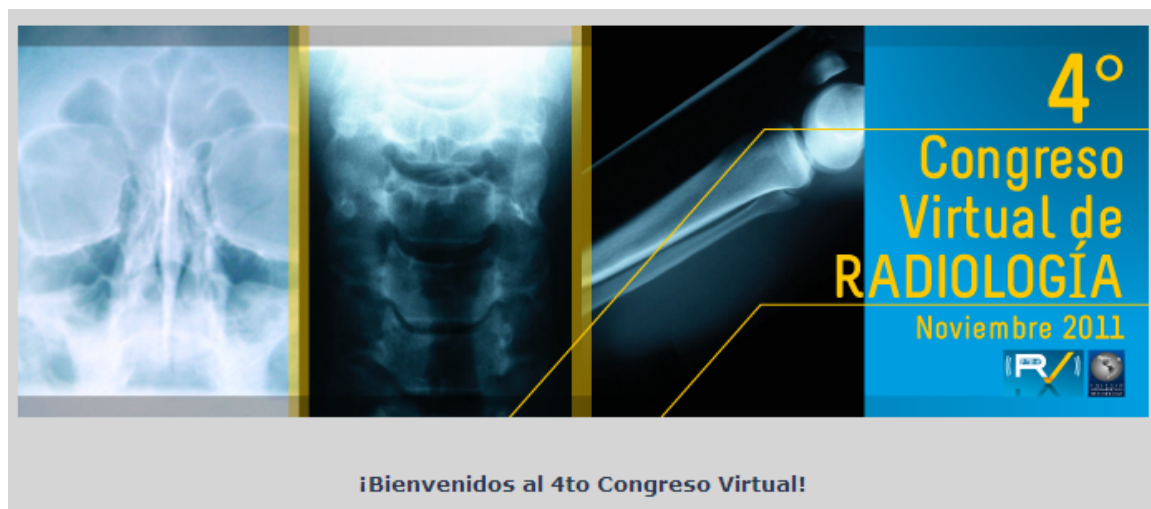 4°
Congreso
Virtual de
RADIOLOGÍA
Noviembre 2011
¡Bienvenidos al 4to Congreso Virtual!